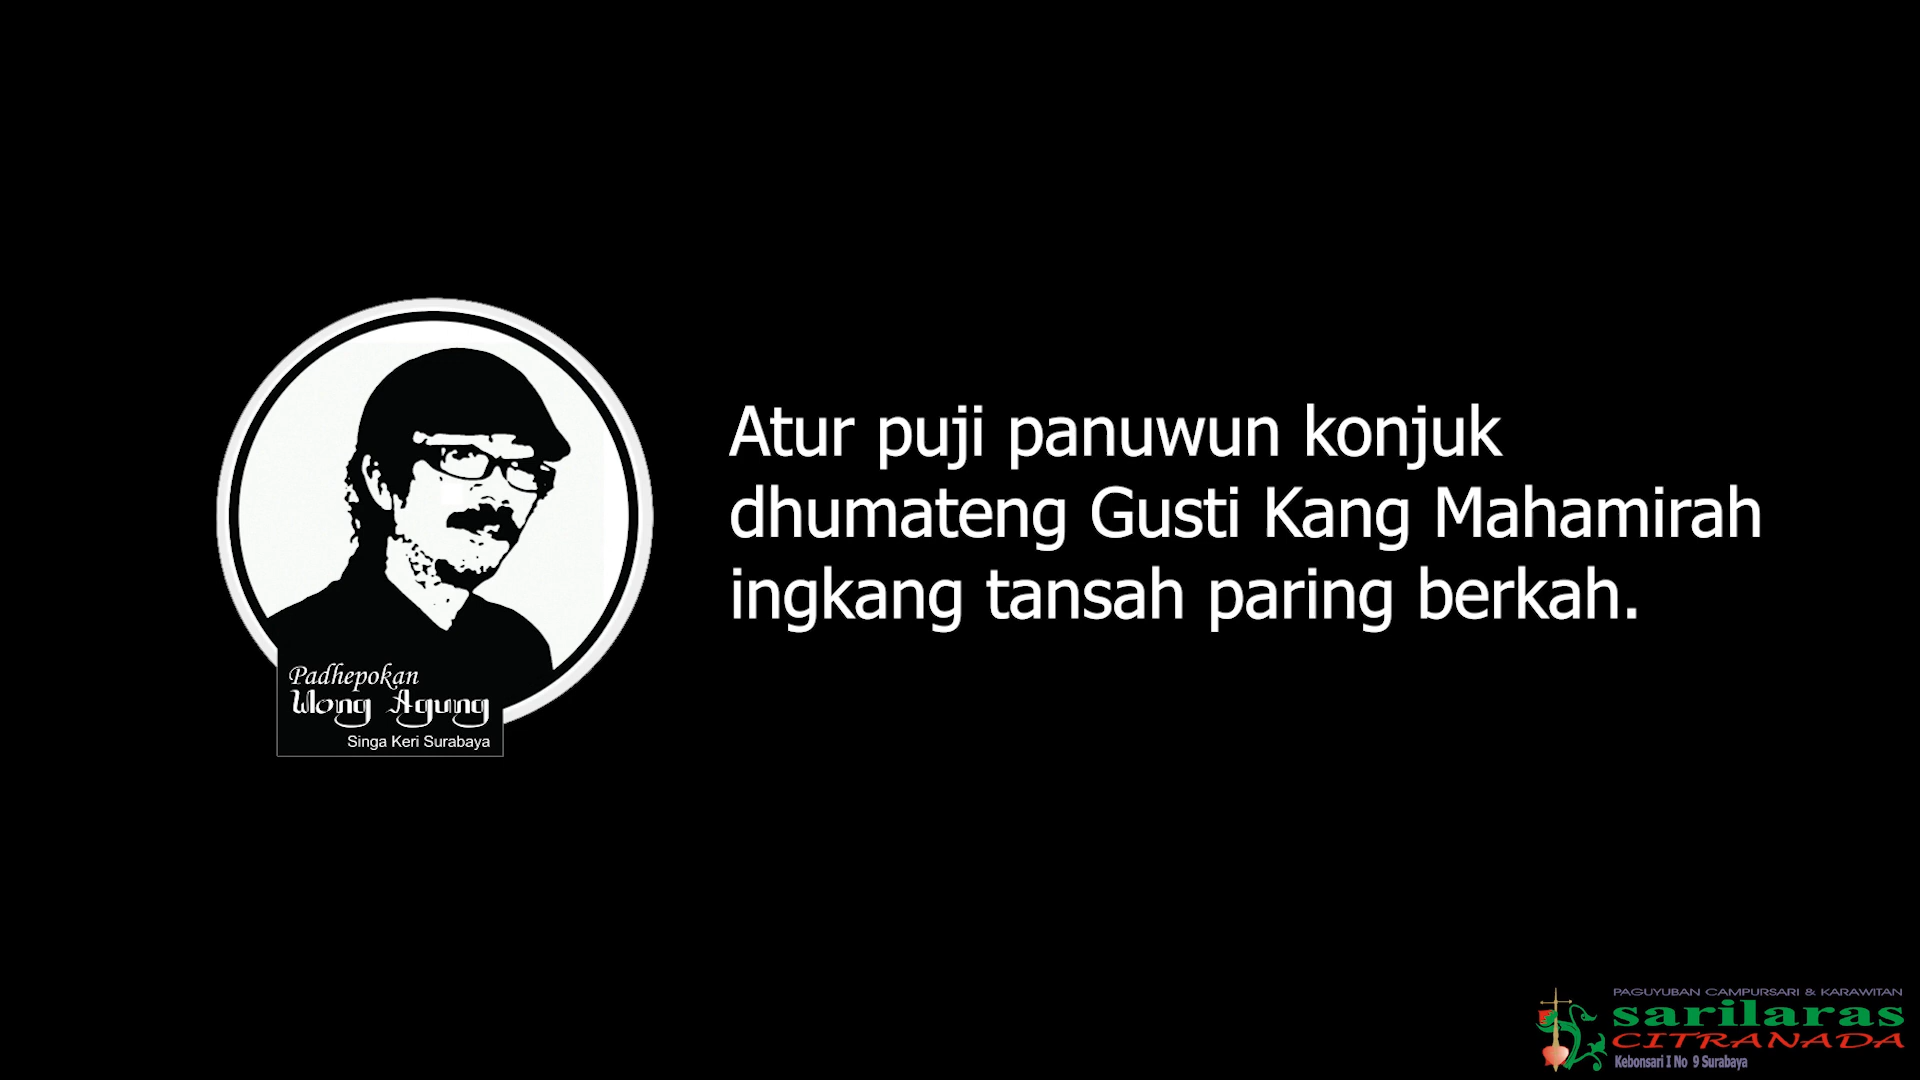 Atur puji panuwun konjuk
dhumateng Gusti Kang Mahamirah
ingkang tansah paring berkah.
Padhepokan
Wong Agung
Singa Keri Surabaya
PAGUYUBAN CAMPURSARI & KARAWITAN
sarilaras
CITRANADA
Kebonsari I No 9 Surabaya